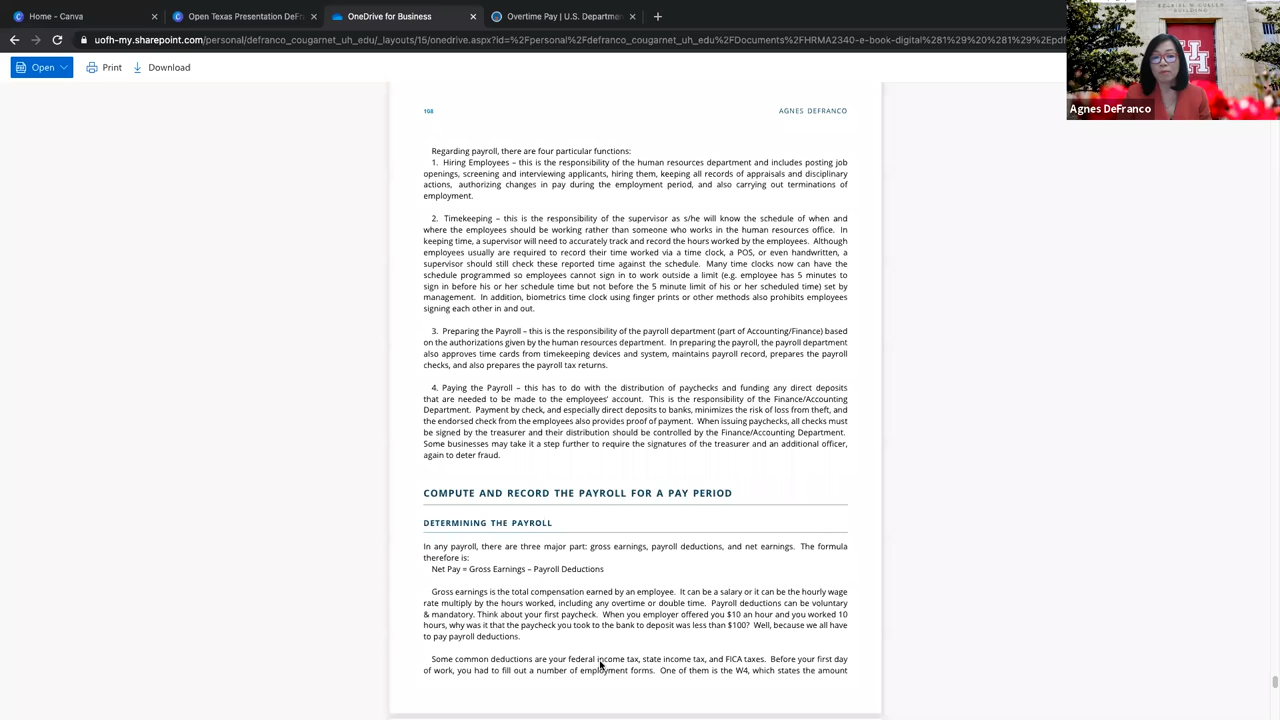 Home - Canva
Open Texas Presentation DeFr
OneDrive for Business
Overtime Pay | U.S. Departmen
uofh-my.sharepoint.com/personal/defranco_cougarnet_uh_edu/_layouts/15/onedrive.aspx?id=%2Fpersonal%2Fdefranco_cougarnet_uh_edu%2FDocuments%2FHRMA2340-e-book-digital%281%29%20%281%29%2Epdf
Open
Print
Download
EZEKIEL W CULLEN
BUILDING
Agnes DeFranco
108
AGNES DEFRANCO
Regarding payroll, there are four particular functions:
1. Hiring Employees – this is the responsibility of the human resources department and includes posting job
openings, screening and interviewing applicants, hiring them, keeping all records of appraisals and disciplinary
actions, authorizing changes in pay during the employment period, and also carrying out terminations of
employment.
2. Timekeeping – this is the responsibility of the supervisor as s/he will know the schedule of when and
where the employees should be working rather than someone who works in the human resources office. In
keeping time, a supervisor will need to accurately track and record the hours worked by the employees. Although
employees usually are required to record their time worked via a time clock, a POS, or even handwritten, a
supervisor should still check these reported time against the schedule. Many time clocks now can have the
schedule programmed so employees cannot sign in to work outside a limit (e.g. employee has 5 minutes to
sign in before his or her schedule time but not before the 5 minute limit of his or her scheduled time) set by
management. In addition, biometrics time clock using finger prints or other methods also prohibits employees
signing each other in and out.
3. Preparing the Payroll – this is the responsibility of the payroll department (part of Accounting/Finance) based
on the authorizations given by the human resources department. In preparing the payroll, the payroll department
also approves time cards from timekeeping devices and system, maintains payroll record, prepares the payroll
checks, and also prepares the payroll tax returns.
4. Paying the Payroll – this has to do with the distribution of paychecks and funding any direct deposits
that are needed to be made to the employees' account. This is the responsibility of the Finance/Accounting
Department. Payment by check, and especially direct deposits to banks, minimizes the risk of loss from theft, and
the endorsed check from the employees also provides proof of payment. When issuing paychecks, all checks must
be signed by the treasurer and their distribution should be controlled by the Finance/Accounting Department.
Some businesses may take it a step further to require the signatures of the treasurer and an additional officer,
again to deter fraud.
COMPUTE AND RECORD THE PAYROLL FOR A PAY PERIOD
DETERMINING THE PAYROLL
In any payroll, there are three major part: gross earnings, payroll deductions, and net earnings. The formula
therefore is:
Net Pay = Gross Earnings – Payroll Deductions
Gross earnings is the total compensation earned by an employee. It can be a salary or it can be the hourly wage
rate multiply by the hours worked, including any overtime or double time. Payroll deductions can be voluntary
& mandatory. Think about your first paycheck. When you employer offered you $10 an hour and you worked 10
hours, why was it that the paycheck you took to the bank to deposit was less than $100? Well, because we all have
to pay payroll deductions.
Some common deductions are your federal income tax, state income tax, and FICA taxes. Before your first day
of work, you had to fill out a number of employment forms. One of them is the W4, which states the amount